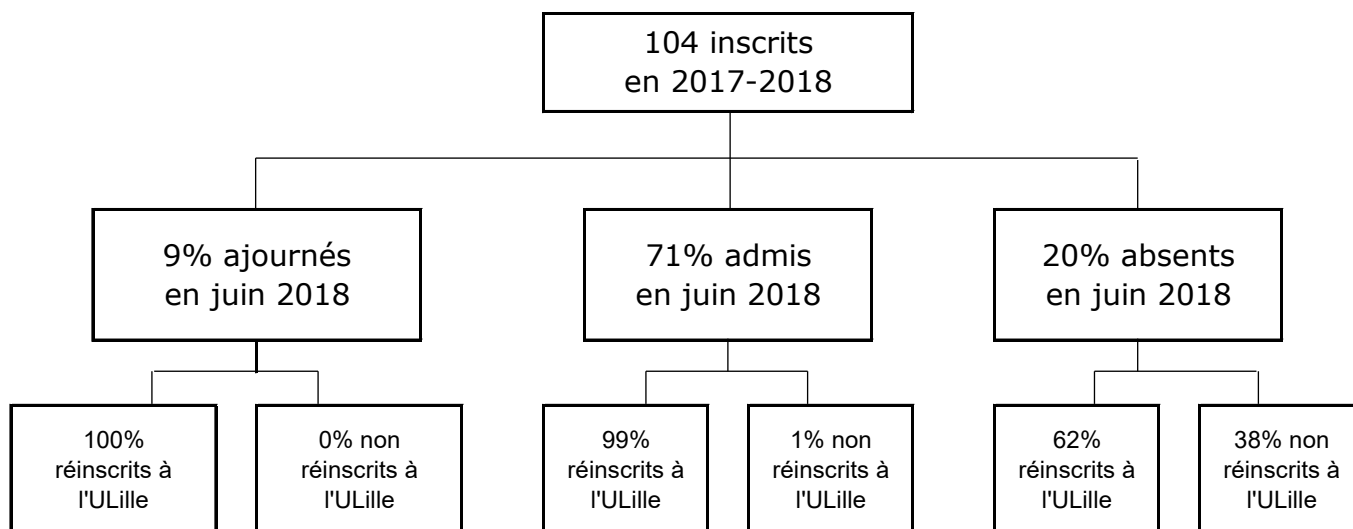 104 inscrits
en 2017-2018
9% ajournés
en juin 2018
71% admis
en juin 2018
20% absents
en juin 2018
100%
réinscrits à
l'ULille
0% non
réinscrits à
l'ULille
99%
réinscrits à
l'ULille
1% non
réinscrits à
l'ULille
62%
réinscrits à
l'ULille
38% non
réinscrits à
l'ULille